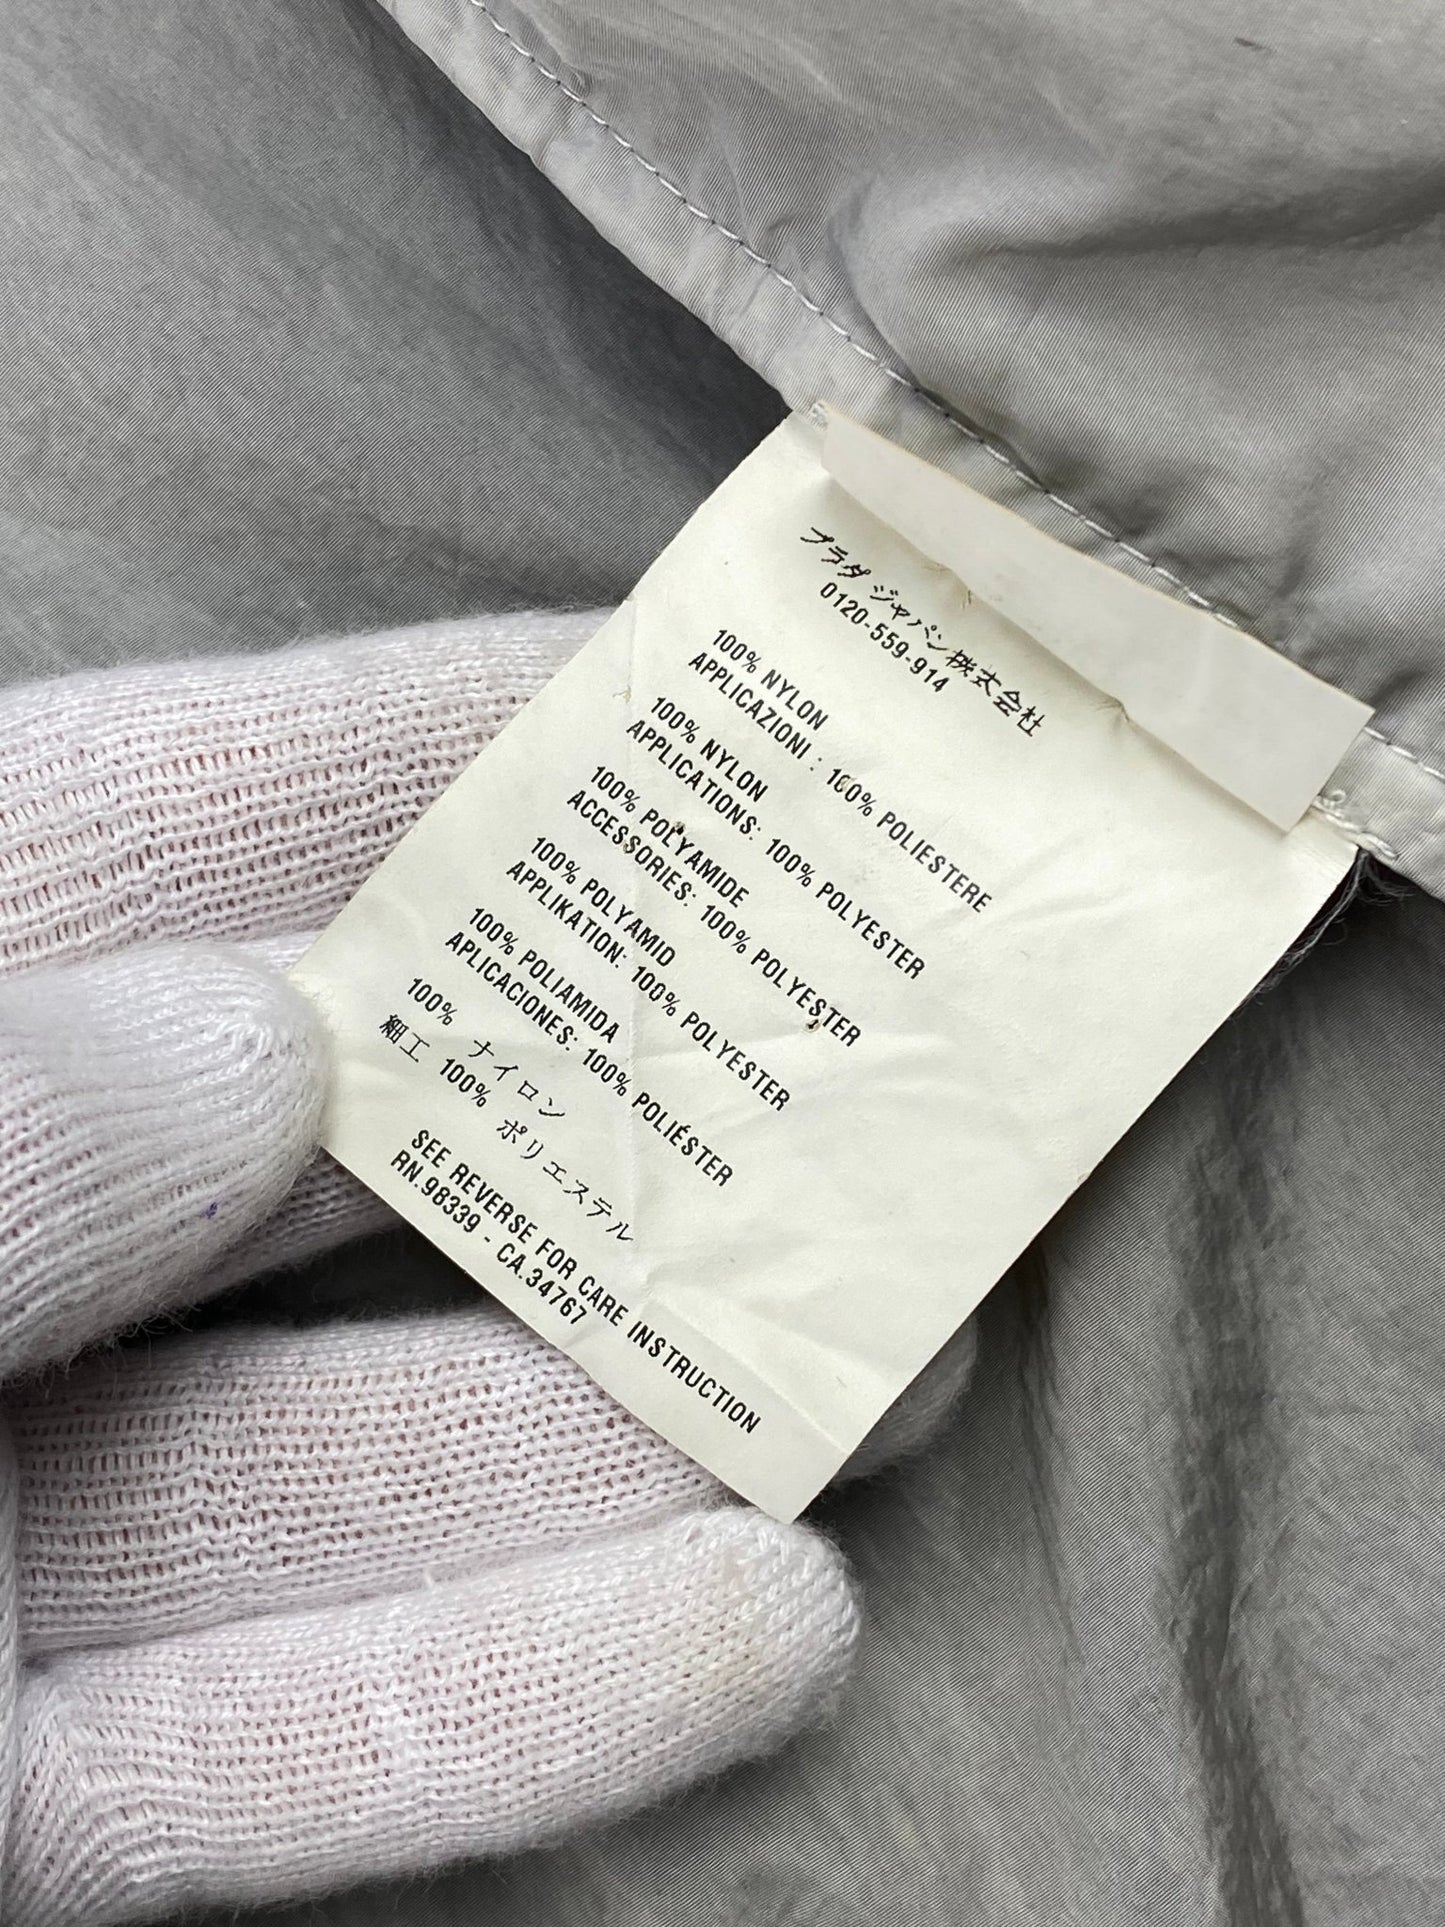 プラダ ジャパン株式会社
0120-559-914
100% NYLON
APPLICAZIONI : 100% POLIESTERE
100% NYLON
APPLICATIONS: 100% POLYESTER
100% POLYAMIDE
ACCESSORIES: 100% POLYESTER
100% POLYAMID
APPLIKATION: 100% POLYESTER
100% POLIAMIDA
APLICACIONES: 100% POLIÉSTER
100% ナイロン
細工 100% ポリエステル
SEE REVERSE FOR CARE INSTRUCTION
RN.98339 - CA.34767